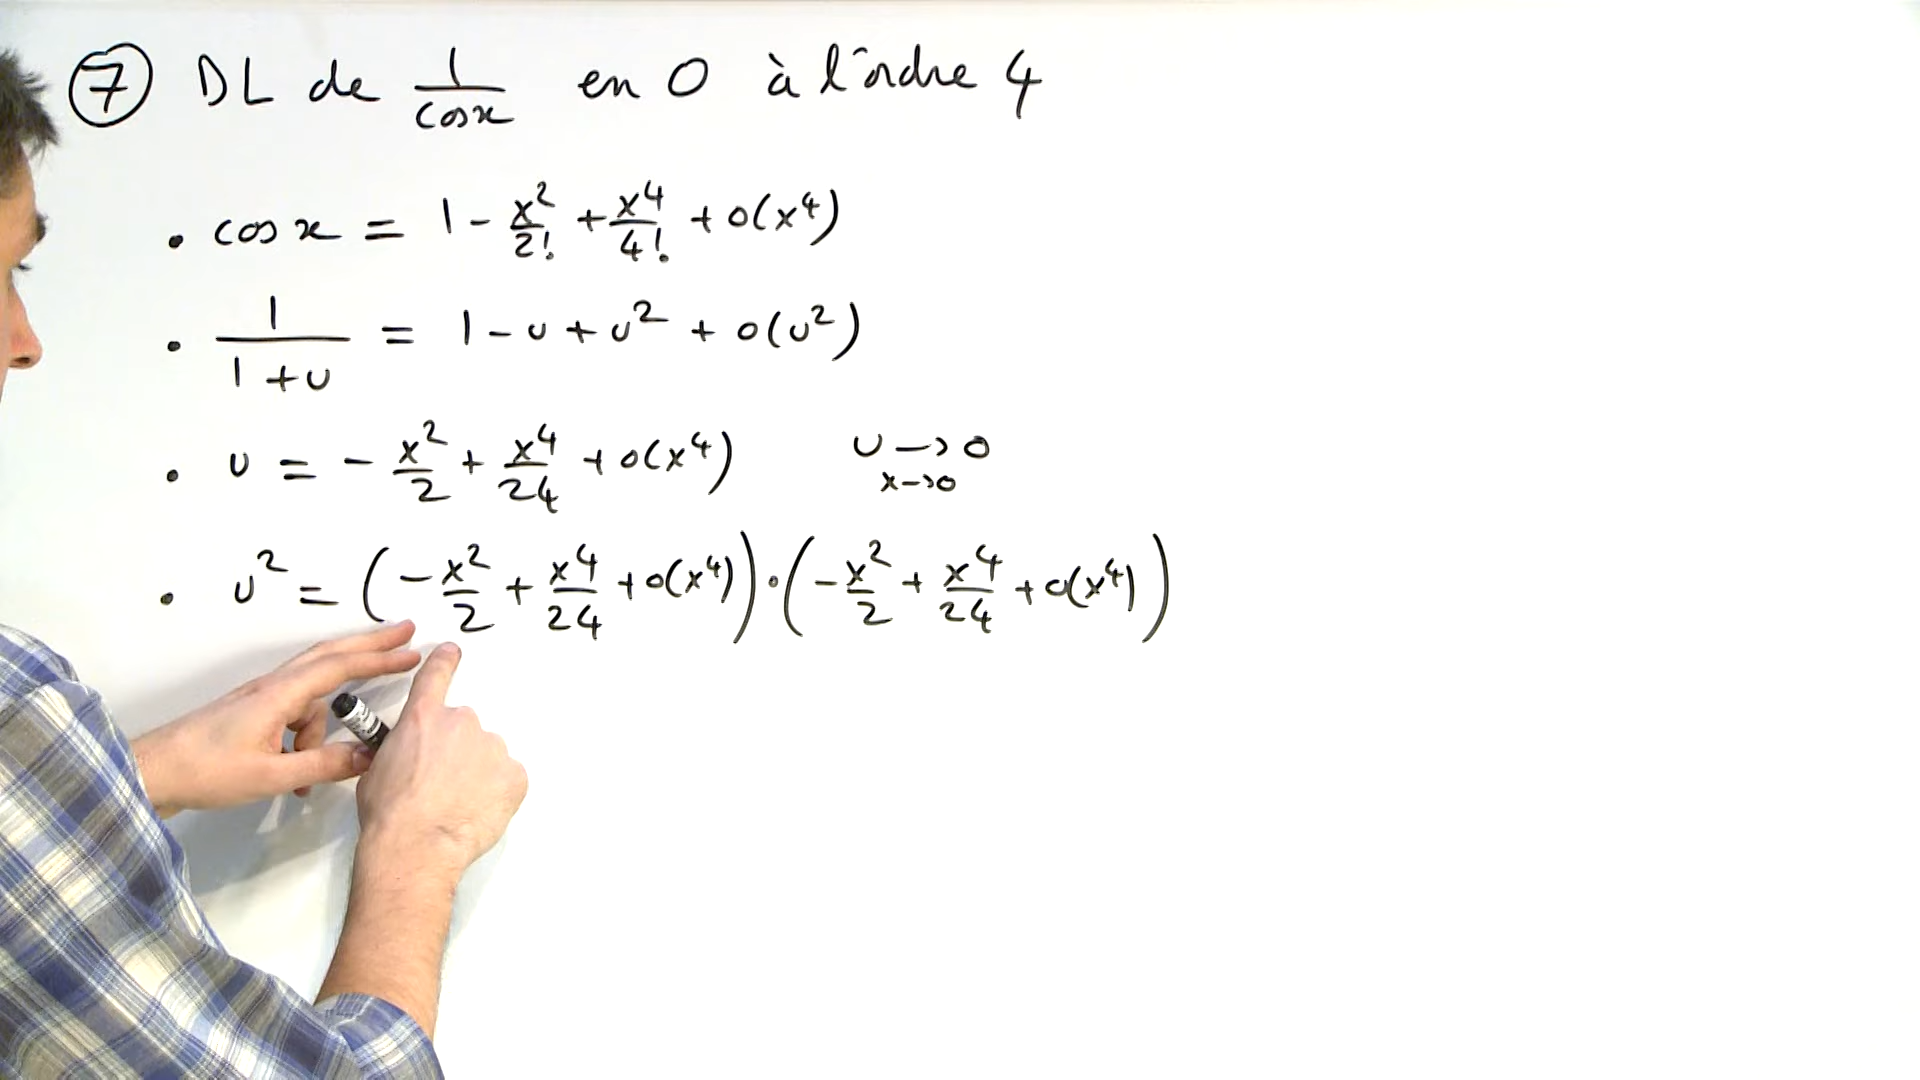 ⑦ DL de 1/cos x en 0 à l'ordre 4
• cos x = 1 - x²/2! + x⁴/4! + o(x⁴)
• 1/(1+u) = 1 - u + u² + o(u²)
• u = - x²/2 + x⁴/24 + o(x⁴) u → 0
x→0
• u² = (- x²/2 + x⁴/24 + o(x⁴)) · (- x²/2 + x⁴/24 + o(x⁴))